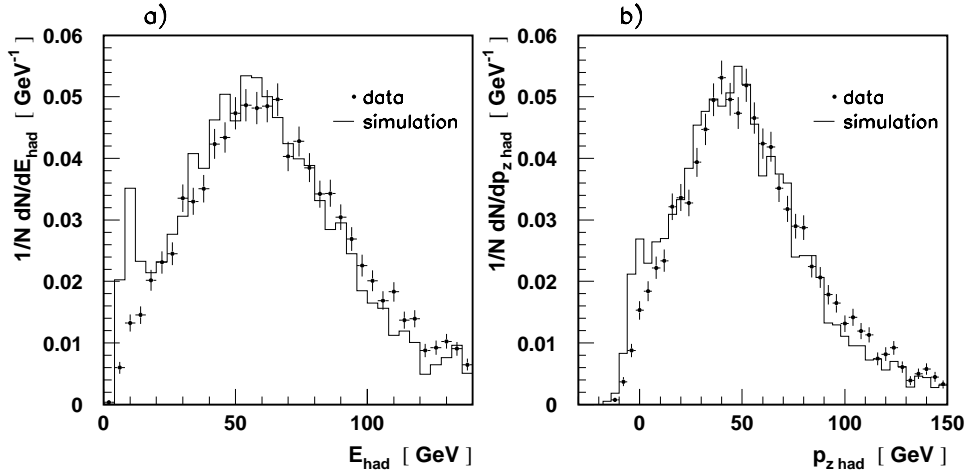 a)
1/N dN/dE_had [ GeV^-1 ]
0.06
0.05
0.04
0.03
0.02
0.01
0
data
simulation
0 50 100
E_had [ GeV ]
b)
1/N dN/dp_z had [ GeV^-1 ]
0.06
0.05
0.04
0.03
0.02
0.01
0
data
simulation
0 50 100 150
p_z had [ GeV ]